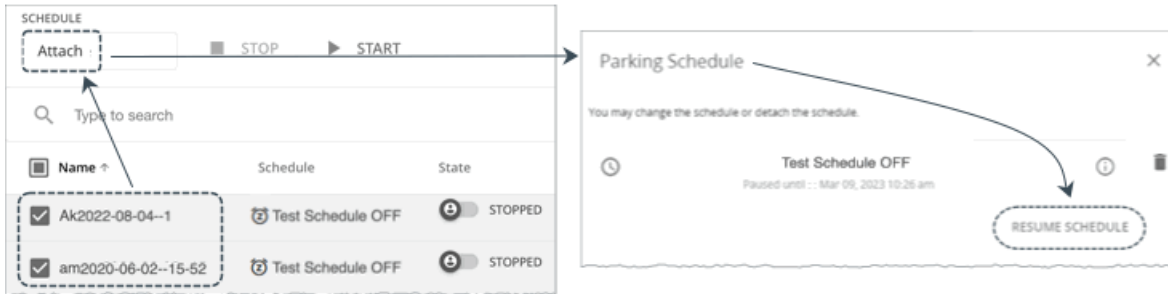 SCHEDULE
Attach
STOP
START
Type to search
Name
Schedule
State
Ak2022-08-04--1
Test Schedule OFF
STOPPED
am2020-06-02--15-52
Test Schedule OFF
STOPPED
Parking Schedule
You may change the schedule or detach the schedule.
Test Schedule OFF
Paused until : : Mar 09, 2023 10:26 am
RESUME SCHEDULE